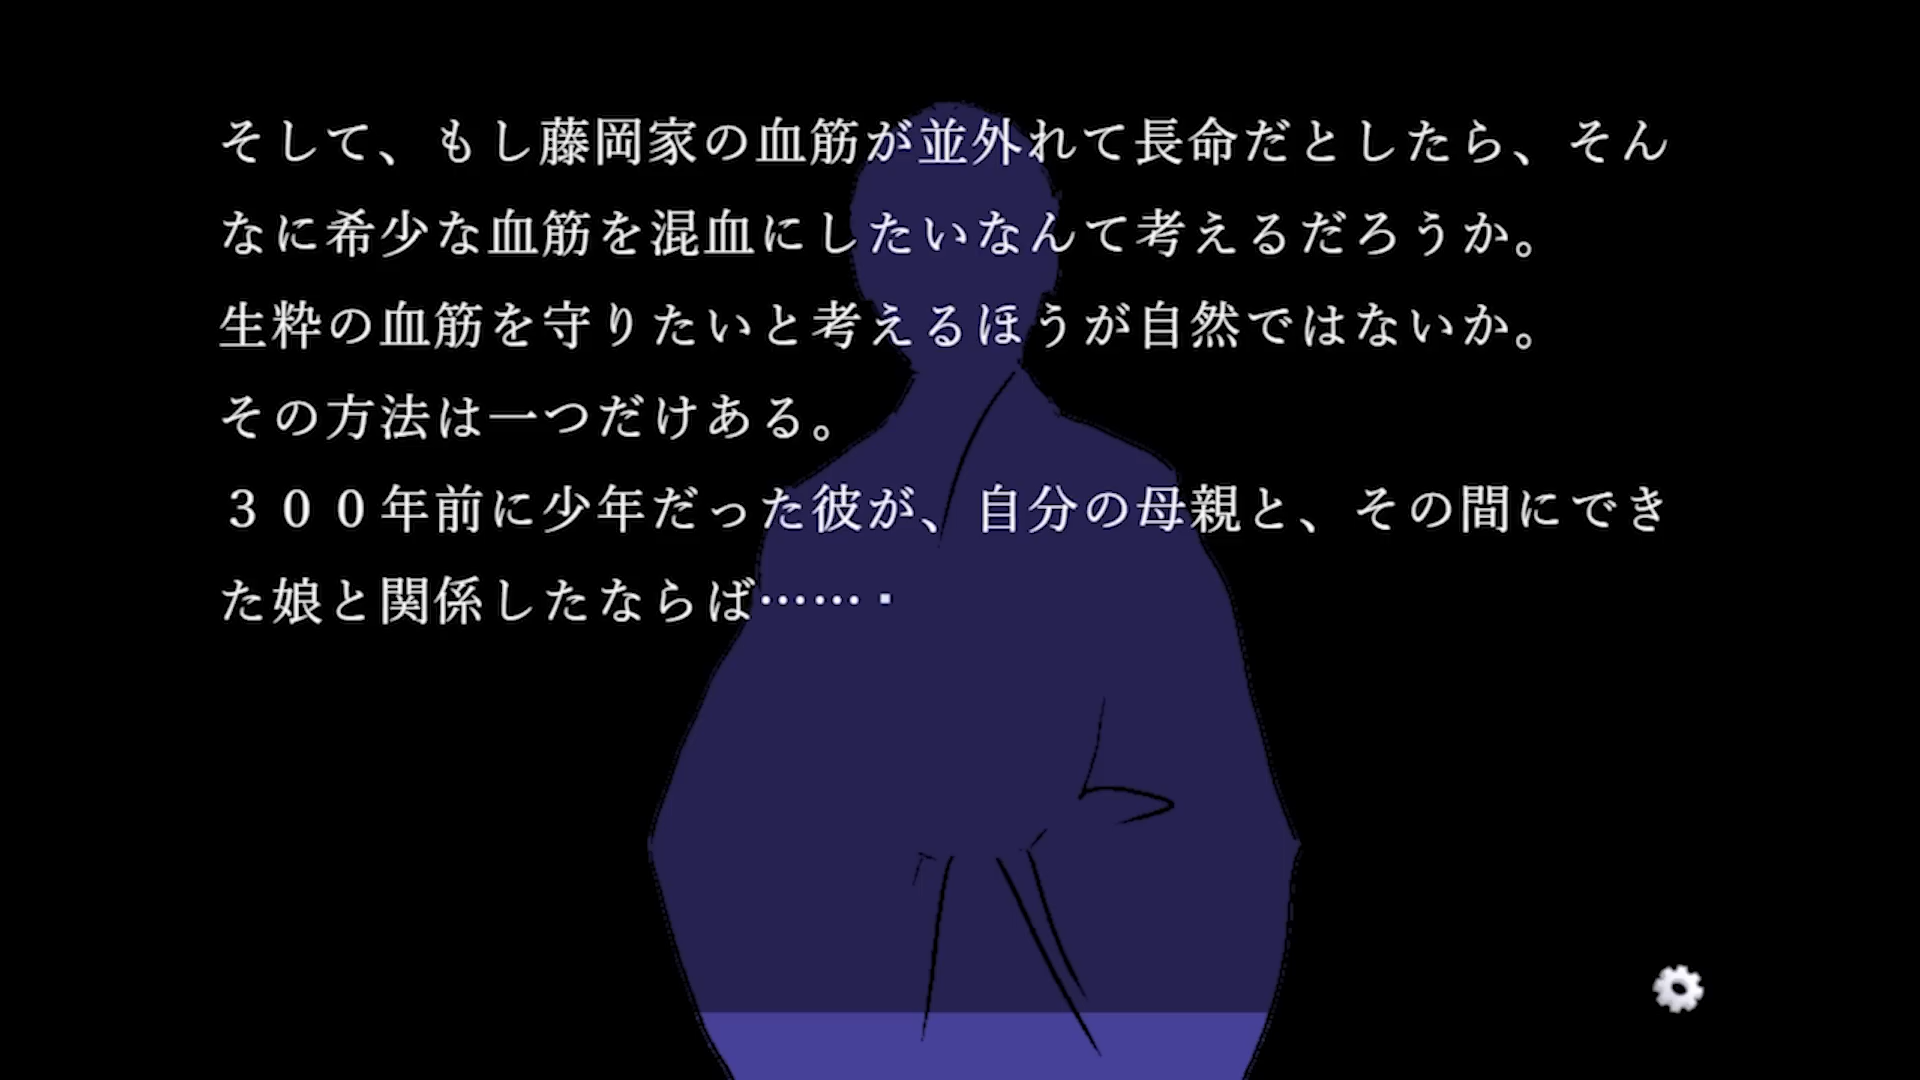 そして、もし藤岡家の血筋が並外れて長命だとしたら、そん
なに希少な血筋を混血にしたいなんて考えるだろうか。
生粋の血筋を守りたいと考えるほうが自然ではないか。
その方法は一つだけある。
３００年前に少年だった彼が、自分の母親と、その間にでき
た娘と関係したならば……